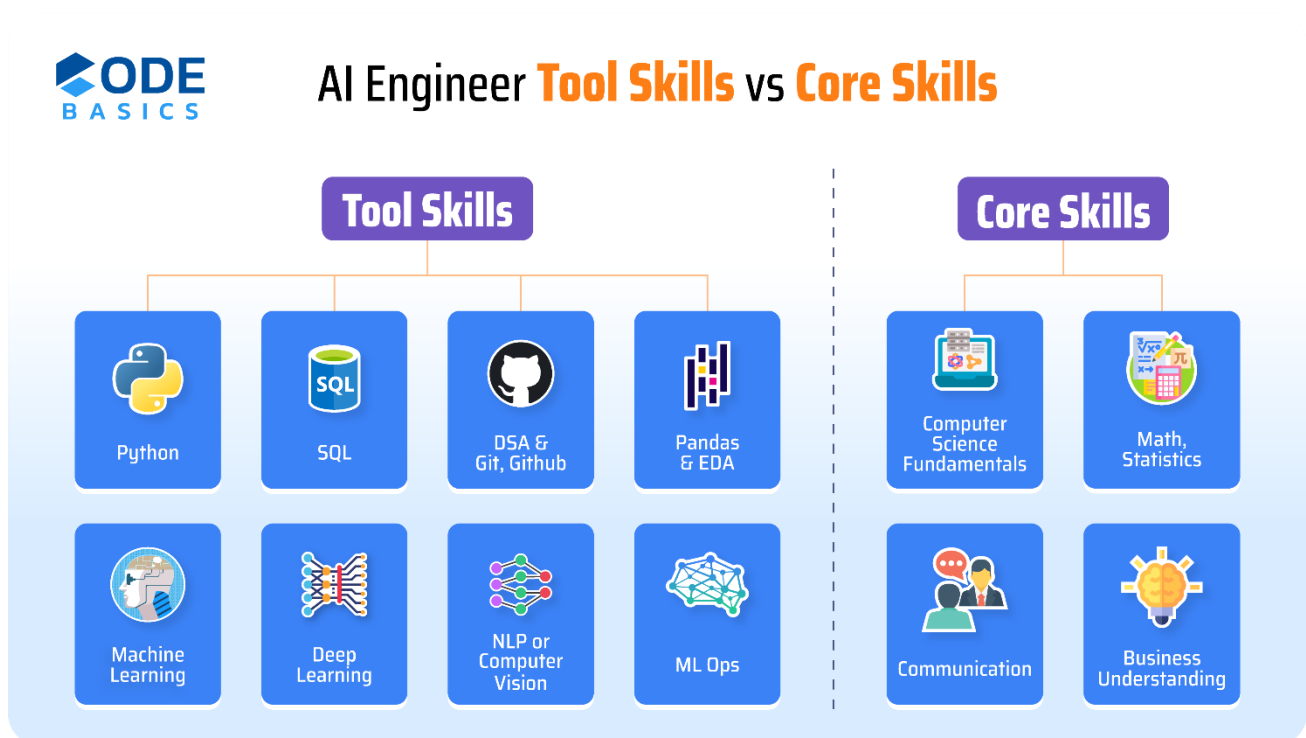 CODE
BASICS
AI Engineer Tool Skills vs Core Skills
Tool Skills
Python
SQL
SQL
DSA &
Git, Github
Pandas
& EDA
Machine
Learning
Deep
Learning
NLP or
Computer
Vision
ML Ops
Core Skills
Computer
Science
Fundamentals
√x
π
x→
Math,
Statistics
Communication
Business
Understanding